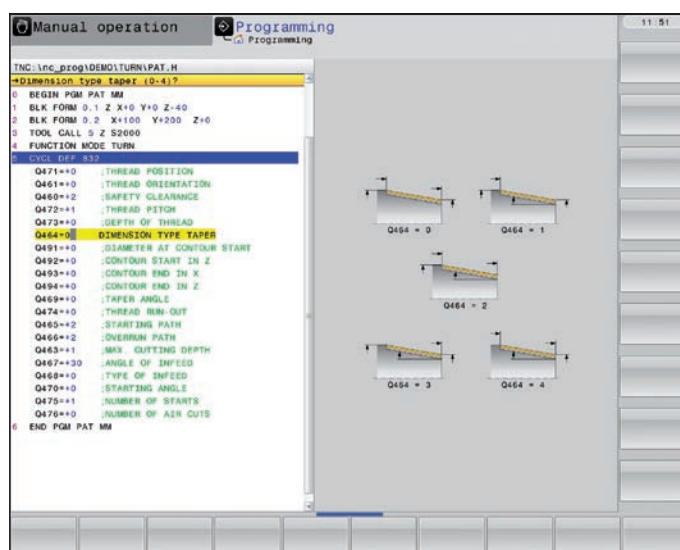 Manual operation
Programming
Programming
11:51
TNC:\nc_prog\DEMO\TURN\PAT.H
→Dimension type taper (0-4)?
0 BEGIN PGM PAT MM
1 BLK FORM 0.1 Z X+0 Y+0 Z-40
2 BLK FORM 0.2 X+100 Y+200 Z+0
3 TOOL CALL 5 Z S2000
4 FUNCTION MODE TURN
5 CYCL DEF 832
Q471=+0 ;THREAD POSITION
Q461=+0 ;THREAD ORIENTATION
Q460=+2 ;SAFETY CLEARANCE
Q472=+1 ;THREAD PITCH
Q473=+0 ;DEPTH OF THREAD
Q464=0 DIMENSION TYPE TAPER
Q491=+0 ;DIAMETER AT CONTOUR START
Q492=+0 ;CONTOUR START IN Z
Q493=+0 ;CONTOUR END IN X
Q494=+0 ;CONTOUR END IN Z
Q469=+0 ;TAPER ANGLE
Q474=+0 ;THREAD RUN-OUT
Q465=+2 ;STARTING PATH
Q466=+2 ;OVERRUN PATH
Q463=+1 ;MAX. CUTTING DEPTH
Q467=+30 ;ANGLE OF INFEED
Q468=+0 ;TYPE OF INFEED
Q470=+0 ;STARTING ANGLE
Q475=+1 ;NUMBER OF STARTS
Q476=+0 ;NUMBER OF AIR CUTS
6 END PGM PAT MM
Q464 = 0
Q464 = 1
Q464 = 2
Q464 = 3
Q464 = 4